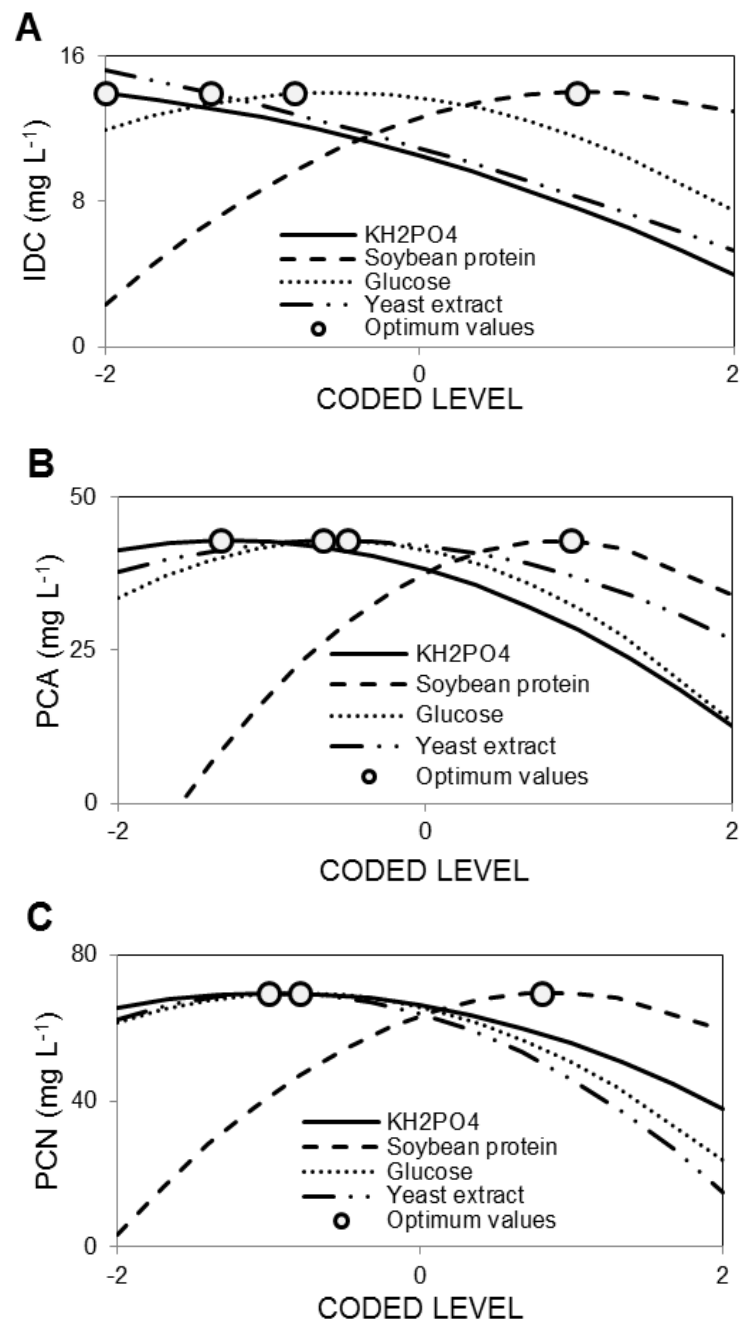 A
16
8
0
IDC (mg L-1)
KH2PO4
Soybean protein
Glucose
Yeast extract
Optimum values
-2
0
2
CODED LEVEL
B
50
25
0
PCA (mg L-1)
KH2PO4
Soybean protein
Glucose
Yeast extract
Optimum values
-2
0
2
CODED LEVEL
C
80
40
0
PCN (mg L-1)
KH2PO4
Soybean protein
Glucose
Yeast extract
Optimum values
-2
0
2
CODED LEVEL